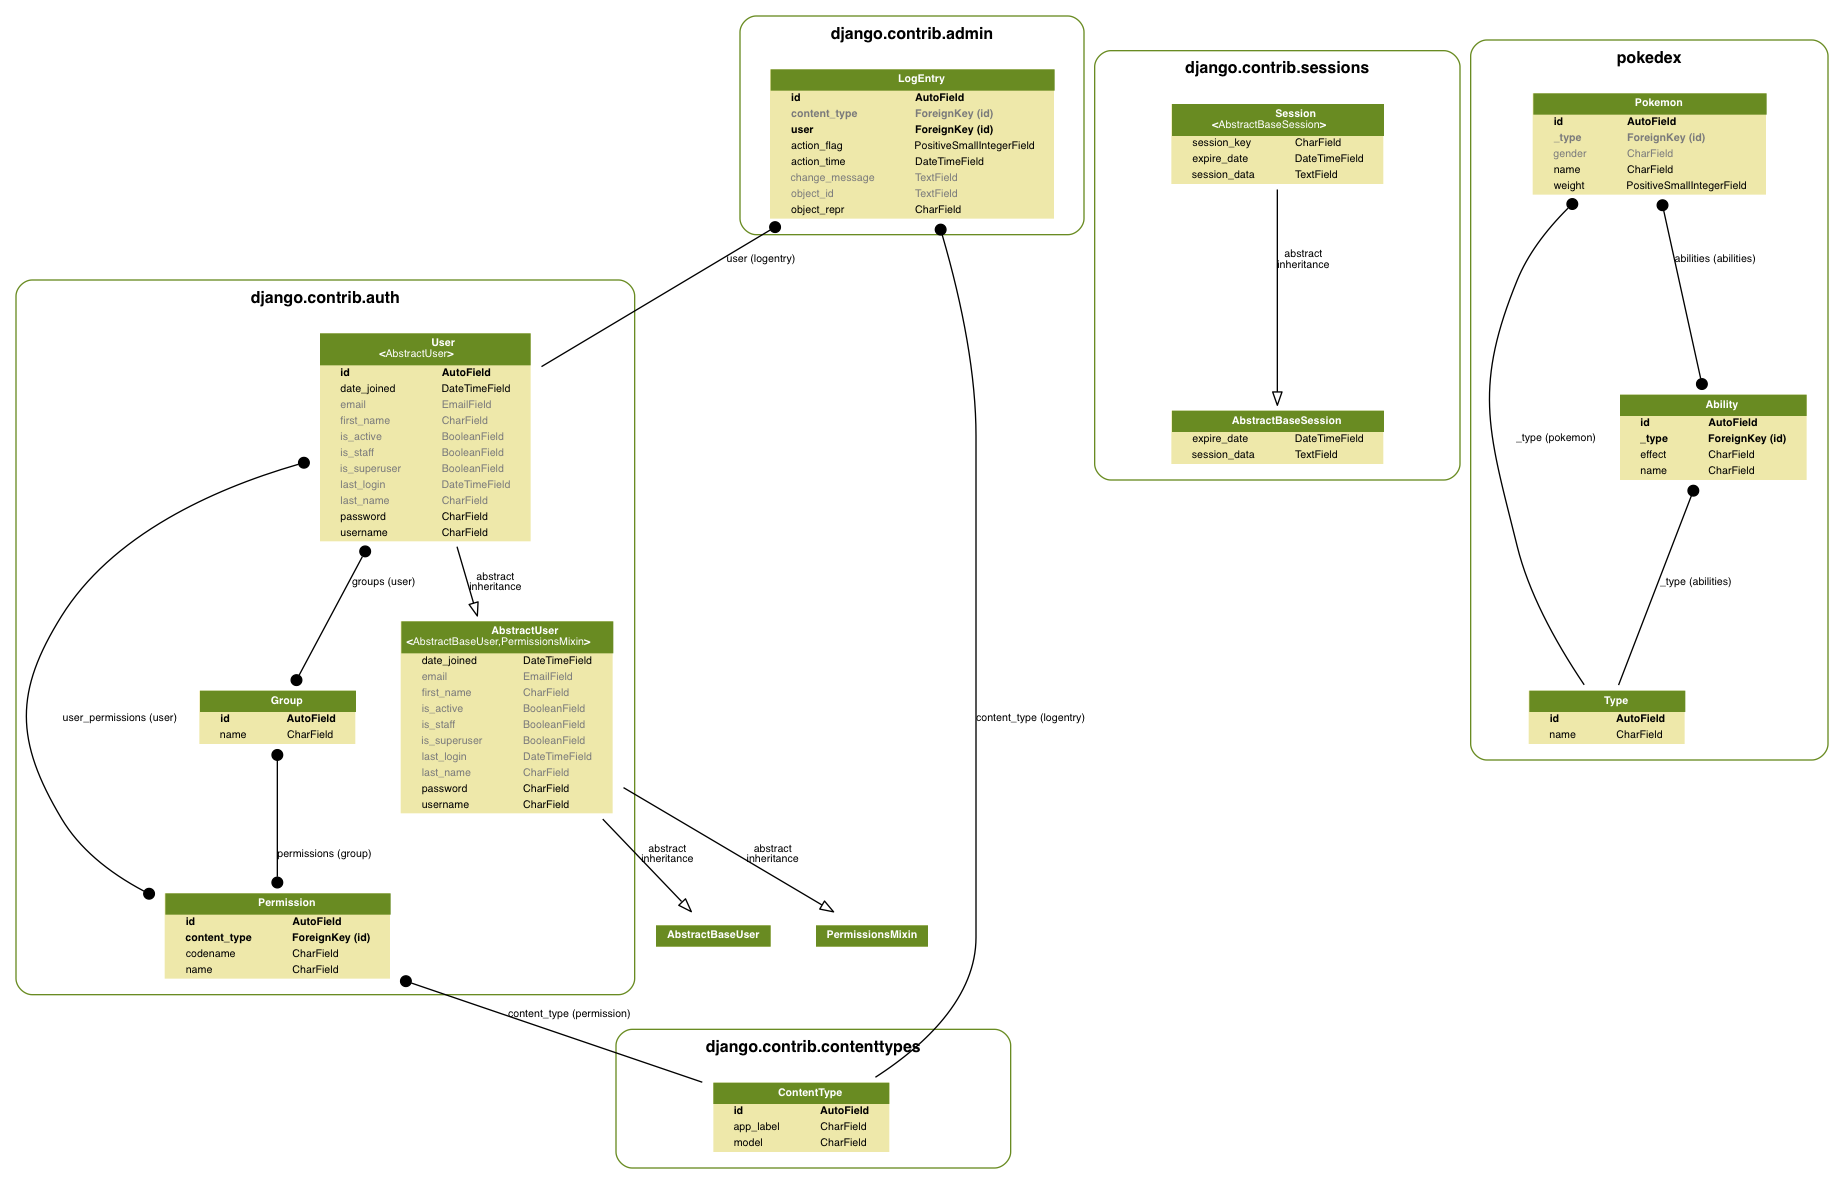 django.contrib.admin
LogEntry
id AutoField
content_type ForeignKey (id)
user ForeignKey (id)
action_flag PositiveSmallIntegerField
action_time DateTimeField
change_message TextField
object_id TextField
object_repr CharField
user (logentry)
content_type (logentry)
django.contrib.sessions
Session
<AbstractBaseSession>
session_key CharField
expire_date DateTimeField
session_data TextField
abstract
inheritance
AbstractBaseSession
expire_date DateTimeField
session_data TextField
pokedex
Pokemon
id AutoField
_type ForeignKey (id)
gender CharField
name CharField
weight PositiveSmallIntegerField
abilities (abilities)
_type (pokemon)
Ability
id AutoField
_type ForeignKey (id)
effect CharField
name CharField
_type (abilities)
Type
id AutoField
name CharField
django.contrib.auth
User
<AbstractUser>
id AutoField
date_joined DateTimeField
email EmailField
first_name CharField
is_active BooleanField
is_staff BooleanField
is_superuser BooleanField
last_login DateTimeField
last_name CharField
password CharField
username CharField
groups (user)
abstract
inheritance
AbstractUser
<AbstractBaseUser,PermissionsMixin>
date_joined DateTimeField
email EmailField
first_name CharField
is_active BooleanField
is_staff BooleanField
is_superuser BooleanField
last_login DateTimeField
last_name CharField
password CharField
username CharField
Group
id AutoField
name CharField
user_permissions (user)
permissions (group)
abstract
inheritance
abstract
inheritance
Permission
id AutoField
content_type ForeignKey (id)
codename CharField
name CharField
AbstractBaseUser
PermissionsMixin
content_type (permission)
django.contrib.contenttypes
ContentType
id AutoField
app_label CharField
model CharField